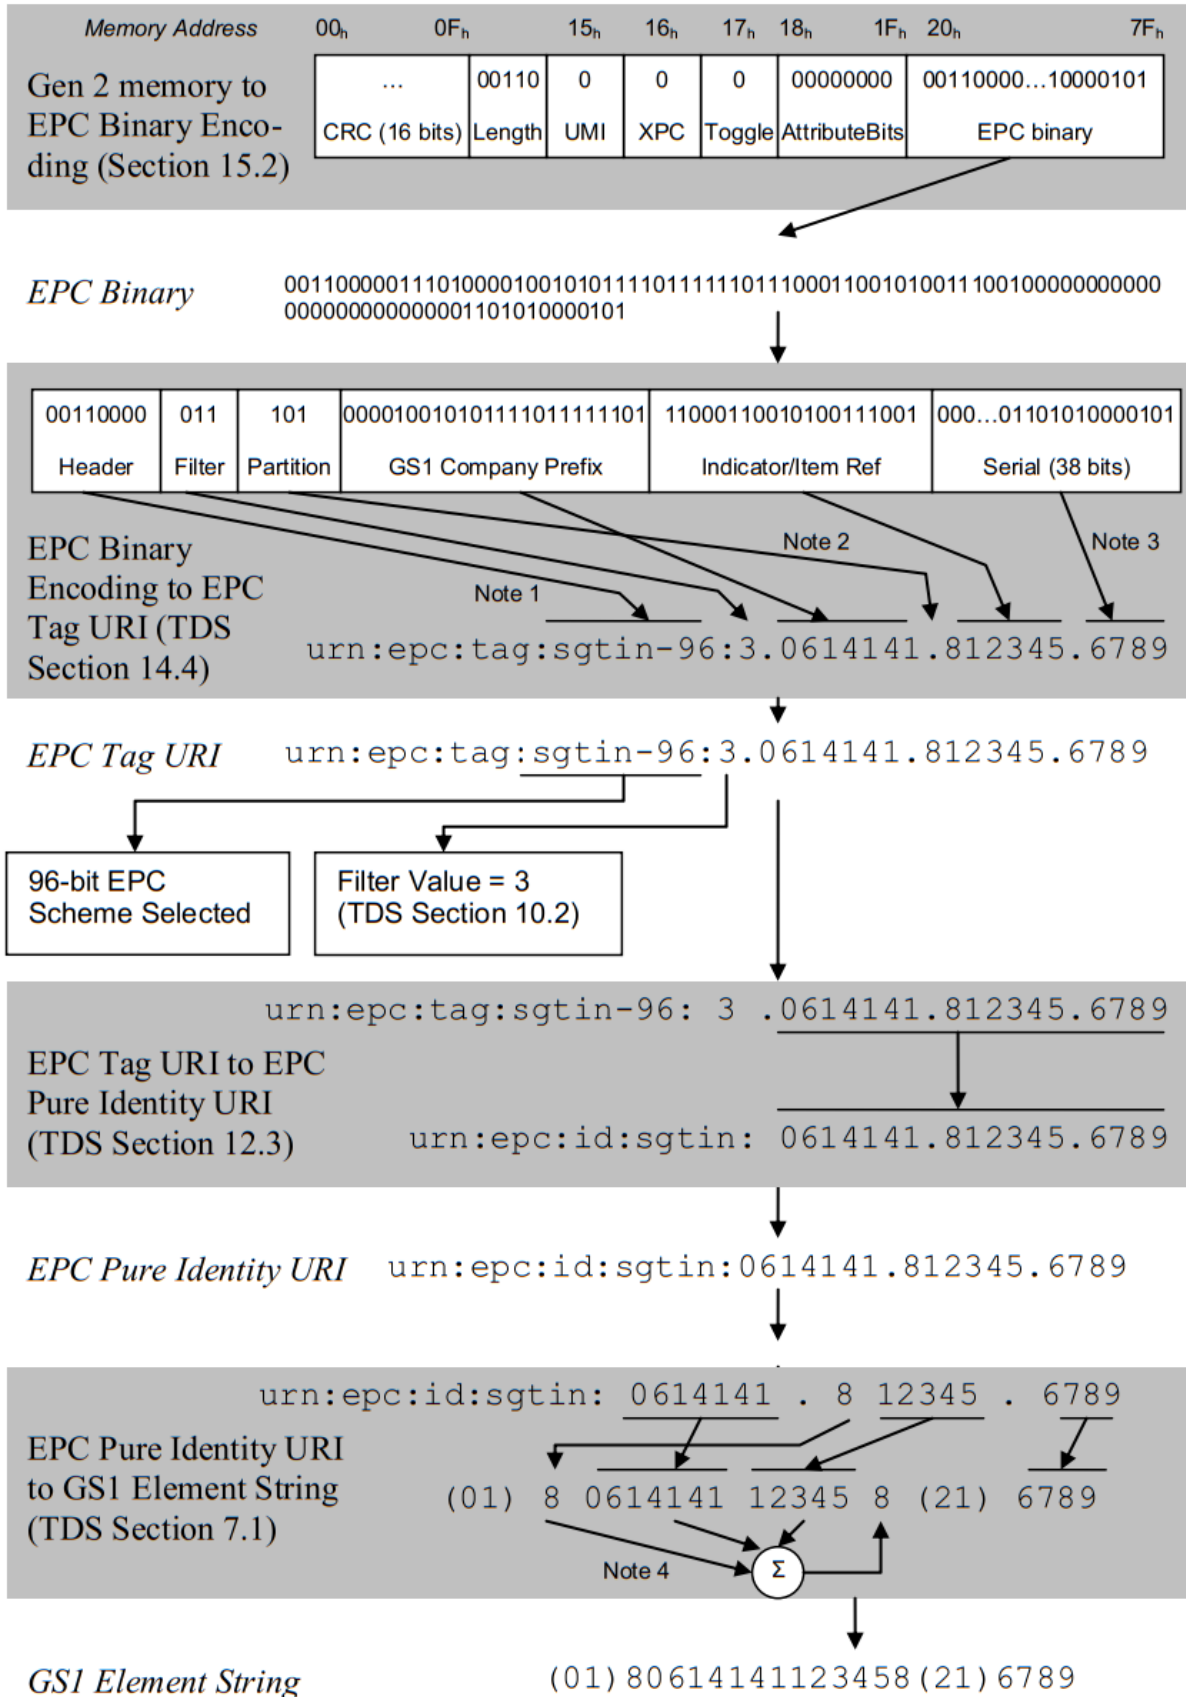 Memory Address 00h 0Fh 15h 16h 17h 18h 1Fh 20h 7Fh
Gen 2 memory to
EPC Binary Enco-
ding (Section 15.2)
... 00110 0 0 0 00000000 00110000...10000101
CRC (16 bits) Length UMI XPC Toggle AttributeBits EPC binary
EPC Binary
001100000111010000100101011110111111011100011001010011100100000000000
000000000000001101010000101
00110000 011 101 000010010101111011111101 11000110010100111001 000...01101010000101
Header Filter Partition GS1 Company Prefix Indicator/Item Ref Serial (38 bits)
EPC Binary
Encoding to EPC
Tag URI (TDS
Section 14.4)
Note 1
Note 2
Note 3
urn:epc:tag:sgtin-96:3.0614141.812345.6789
EPC Tag URI urn:epc:tag:sgtin-96:3.0614141.812345.6789
96-bit EPC
Scheme Selected
Filter Value = 3
(TDS Section 10.2)
urn:epc:tag:sgtin-96: 3 .0614141.812345.6789
EPC Tag URI to EPC
Pure Identity URI
(TDS Section 12.3)
urn:epc:id:sgtin: 0614141.812345.6789
EPC Pure Identity URI urn:epc:id:sgtin:0614141.812345.6789
urn:epc:id:sgtin: 0614141 . 8 12345 . 6789
EPC Pure Identity URI
to GS1 Element String
(TDS Section 7.1)
(01) 8 0614141 12345 8 (21) 6789
Note 4
Σ
GS1 Element String (01)80614141123458(21)6789